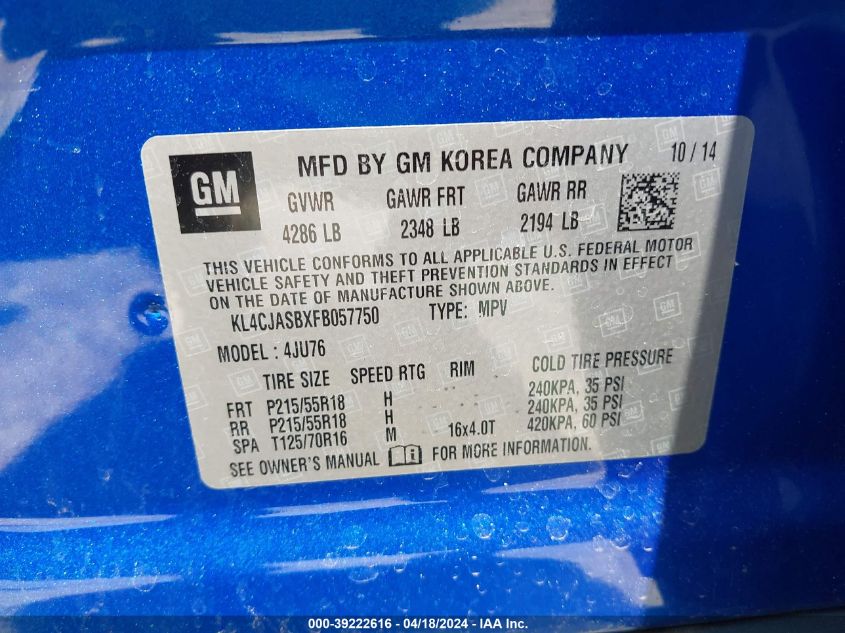 GM
MFD BY GM KOREA COMPANY 10 / 14
GVWR GAWR FRT GAWR RR
4286 LB 2348 LB 2194 LB
THIS VEHICLE CONFORMS TO ALL APPLICABLE U.S. FEDERAL MOTOR
VEHICLE SAFETY AND THEFT PREVENTION STANDARDS IN EFFECT
ON THE DATE OF MANUFACTURE SHOWN ABOVE.
KL4CJASBXFB057750 TYPE: MPV
MODEL : 4JU76
TIRE SIZE SPEED RTG RIM COLD TIRE PRESSURE
FRT P215/55R18 H 240KPA, 35 PSI
RR P215/55R18 H 240KPA, 35 PSI
SPA T125/70R16 M 16x4.0T 420KPA, 60 PSI
SEE OWNER'S MANUAL FOR MORE INFORMATION.
000-39222616 - 04/18/2024 - IAAI Inc.